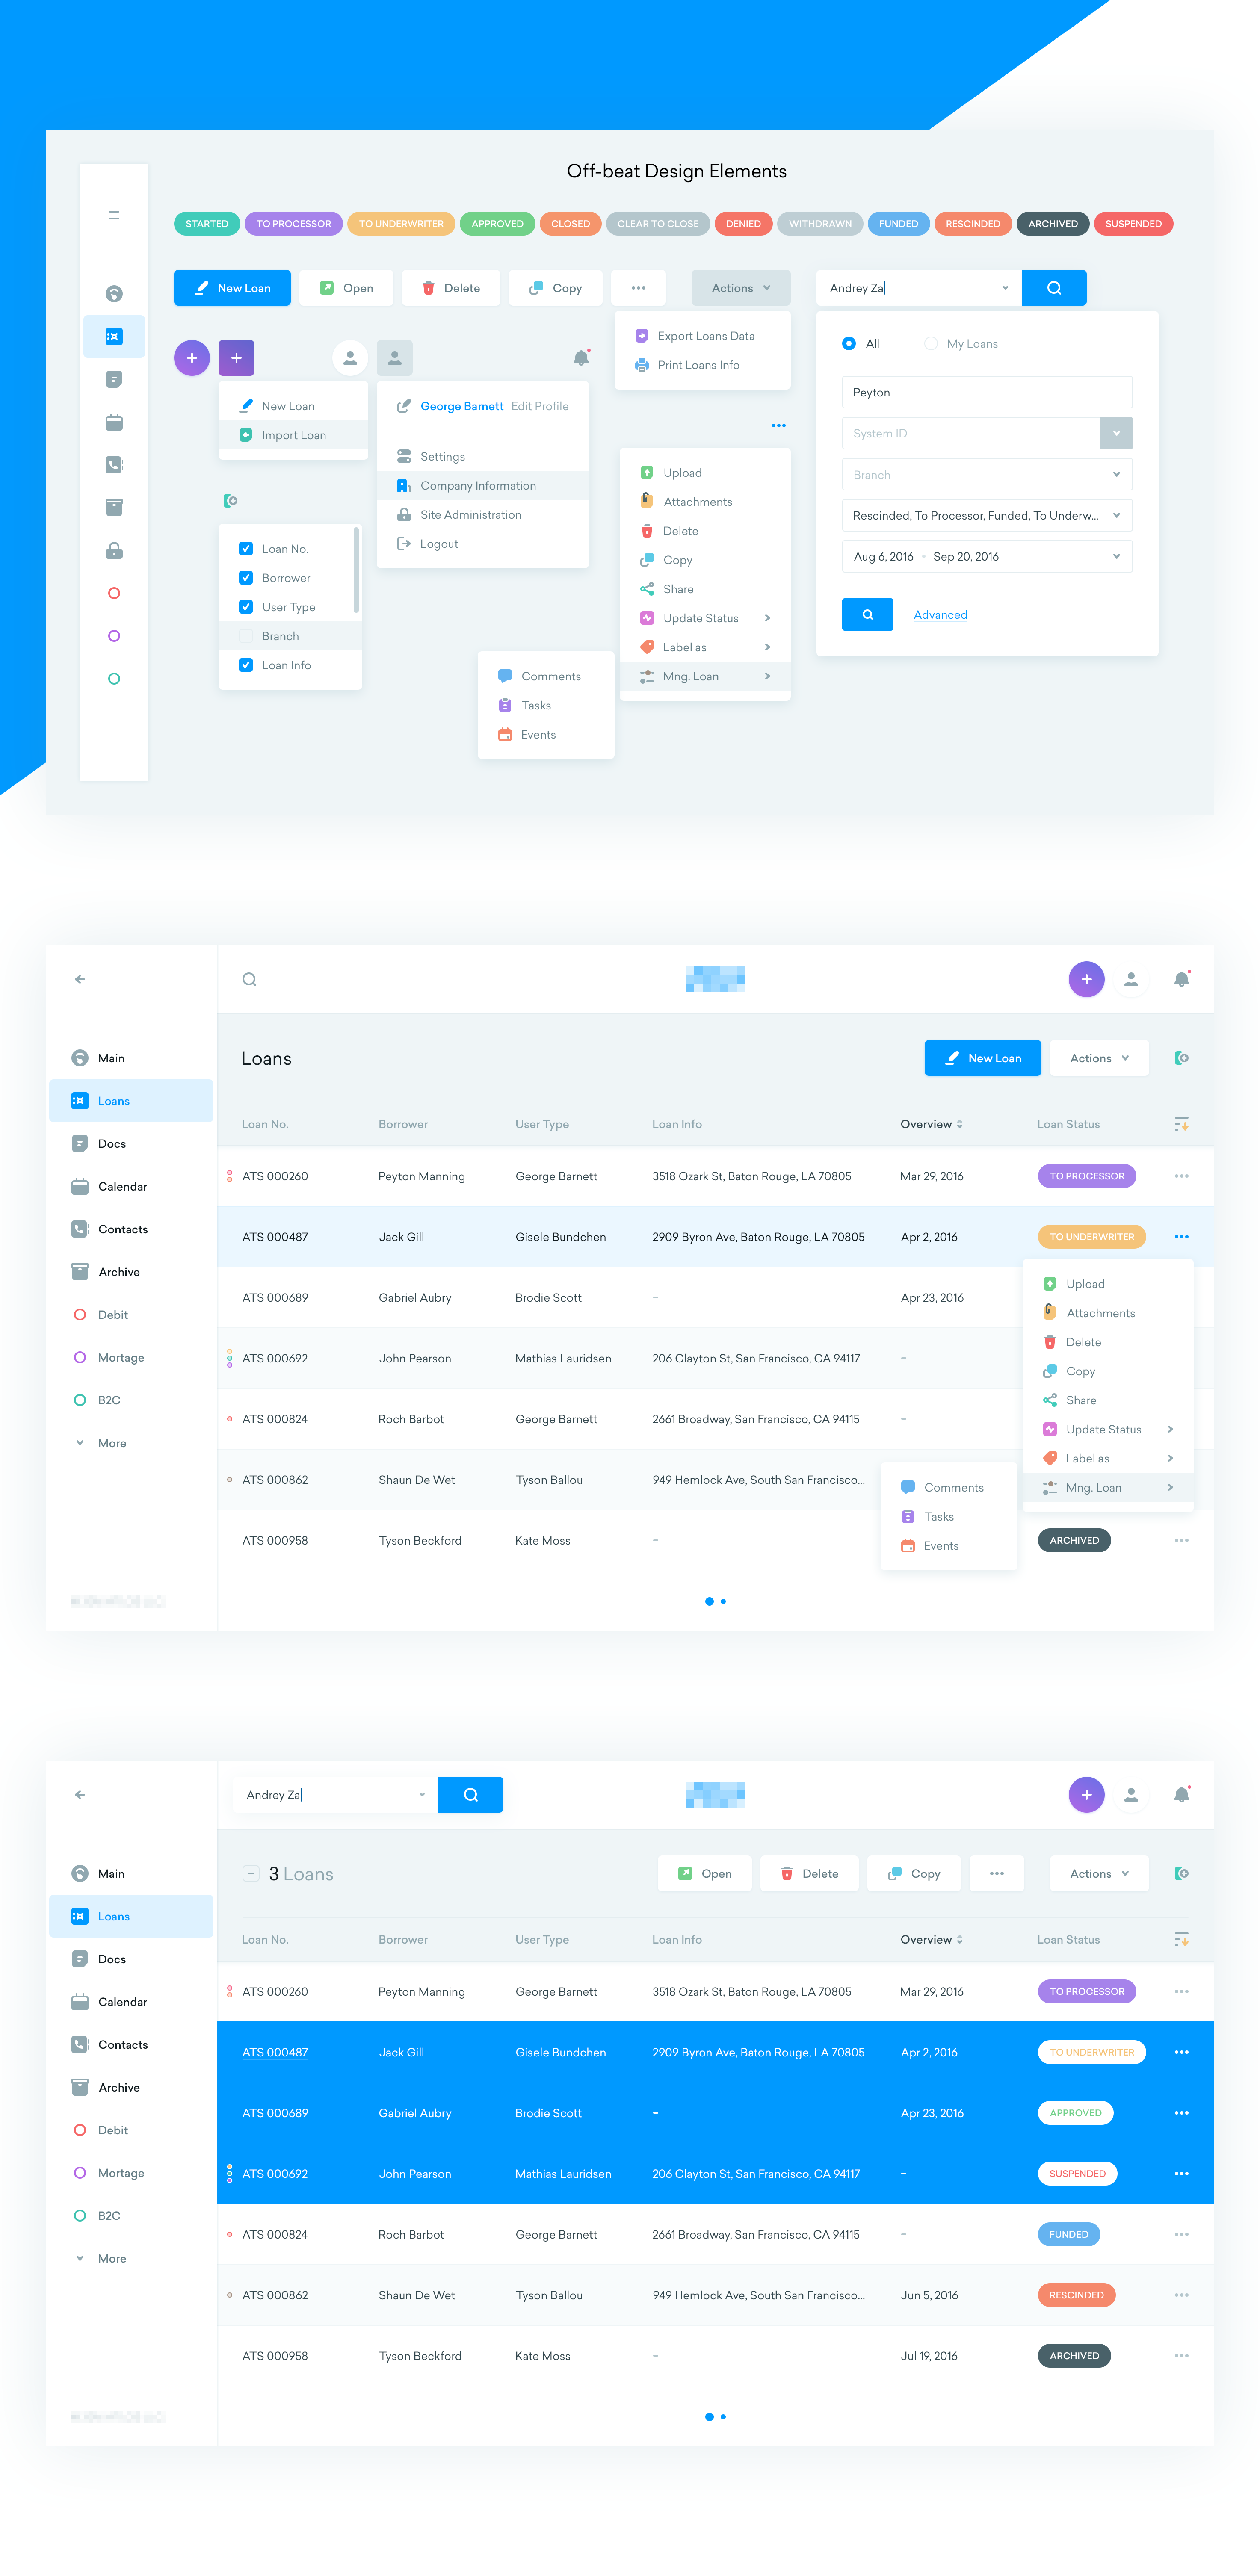 Off-beat Design Elements
STARTED TO PROCESSOR TO UNDERWRITER APPROVED CLOSED CLEAR TO CLOSE DENIED WITHDRAWN FUNDED RESCINDED ARCHIVED SUSPENDED
New Loan Open Delete Copy Actions Andrey Za
Export Loans Data
Print Loans Info
All My Loans
Peyton
System ID
Branch
Rescinded, To Processor, Funded, To Underw...
Aug 6, 2016 Sep 20, 2016
Advanced
New Loan
Import Loan
George Barnett Edit Profile
Settings
Company Information
Site Administration
Logout
Loan No.
Borrower
User Type
Branch
Loan Info
Upload
Attachments
Delete
Copy
Share
Update Status
Label as
Mng. Loan
Comments
Tasks
Events
Main
Loans
Docs
Calendar
Contacts
Archive
Debit
Mortage
B2C
More
Loans New Loan Actions
Loan No. Borrower User Type Loan Info Overview Loan Status
ATS 000260 Peyton Manning George Barnett 3518 Ozark St, Baton Rouge, LA 70805 Mar 29, 2016 TO PROCESSOR
ATS 000487 Jack Gill Gisele Bundchen 2909 Byron Ave, Baton Rouge, LA 70805 Apr 2, 2016 TO UNDERWRITER
ATS 000689 Gabriel Aubry Brodie Scott – Apr 23, 2016
ATS 000692 John Pearson Mathias Lauridsen 206 Clayton St, San Francisco, CA 94117 –
ATS 000824 Roch Barbot George Barnett 2661 Broadway, San Francisco, CA 94115 –
ATS 000862 Shaun De Wet Tyson Ballou 949 Hemlock Ave, South San Francisco...
ATS 000958 Tyson Beckford Kate Moss – ARCHIVED
Upload
Attachments
Delete
Copy
Share
Update Status
Label as
Mng. Loan
Comments
Tasks
Events
Andrey Za
Main
Loans
Docs
Calendar
Contacts
Archive
Debit
Mortage
B2C
More
3 Loans Open Delete Copy Actions
Loan No. Borrower User Type Loan Info Overview Loan Status
ATS 000260 Peyton Manning George Barnett 3518 Ozark St, Baton Rouge, LA 70805 Mar 29, 2016 TO PROCESSOR
ATS 000487 Jack Gill Gisele Bundchen 2909 Byron Ave, Baton Rouge, LA 70805 Apr 2, 2016 TO UNDERWRITER
ATS 000689 Gabriel Aubry Brodie Scott – Apr 23, 2016 APPROVED
ATS 000692 John Pearson Mathias Lauridsen 206 Clayton St, San Francisco, CA 94117 – SUSPENDED
ATS 000824 Roch Barbot George Barnett 2661 Broadway, San Francisco, CA 94115 – FUNDED
ATS 000862 Shaun De Wet Tyson Ballou 949 Hemlock Ave, South San Francisco... Jun 5, 2016 RESCINDED
ATS 000958 Tyson Beckford Kate Moss – Jul 19, 2016 ARCHIVED